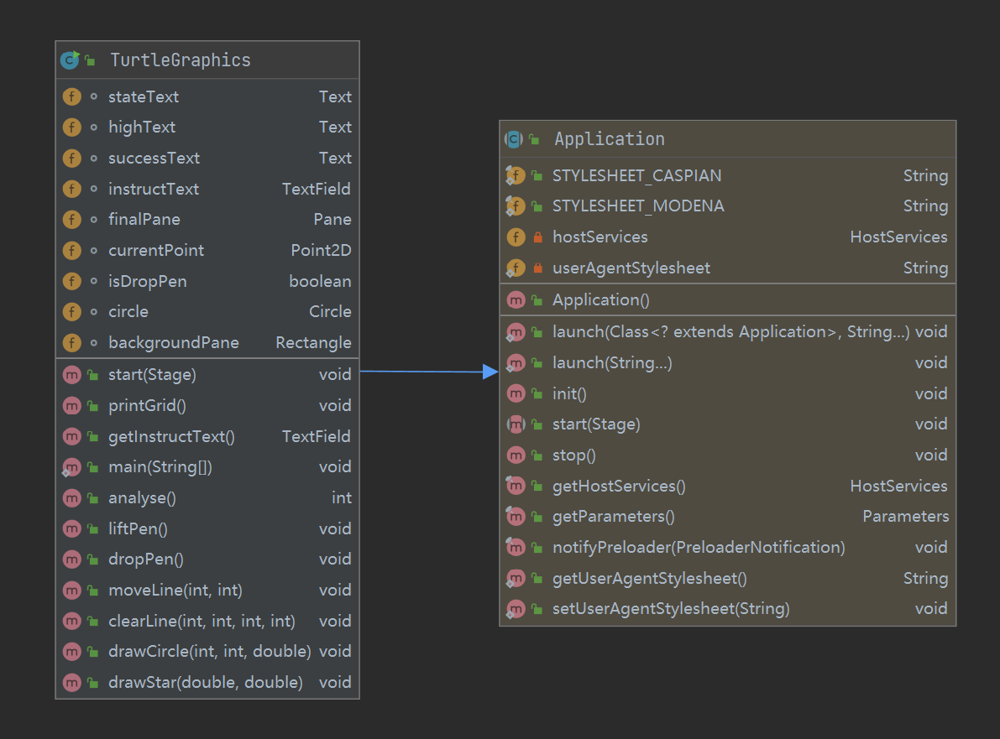 TurtleGraphics
stateText Text
highText Text
successText Text
instructText TextField
finalPane Pane
currentPoint Point2D
isDropPen boolean
circle Circle
backgroundPane Rectangle
start(Stage) void
printGrid() void
getInstructText() TextField
main(String[]) void
analyse() int
liftPen() void
dropPen() void
moveLine(int, int) void
clearLine(int, int, int, int) void
drawCircle(int, int, double) void
drawStar(double, double) void
Application
STYLESHEET_CASPIAN String
STYLESHEET_MODENA String
hostServices HostServices
userAgentStylesheet String
Application()
launch(Class<? extends Application>, String...) void
launch(String...) void
init() void
start(Stage) void
stop() void
getHostServices() HostServices
getParameters() Parameters
notifyPreloader(PreloaderNotification) void
getUserAgentStylesheet() String
setUserAgentStylesheet(String) void